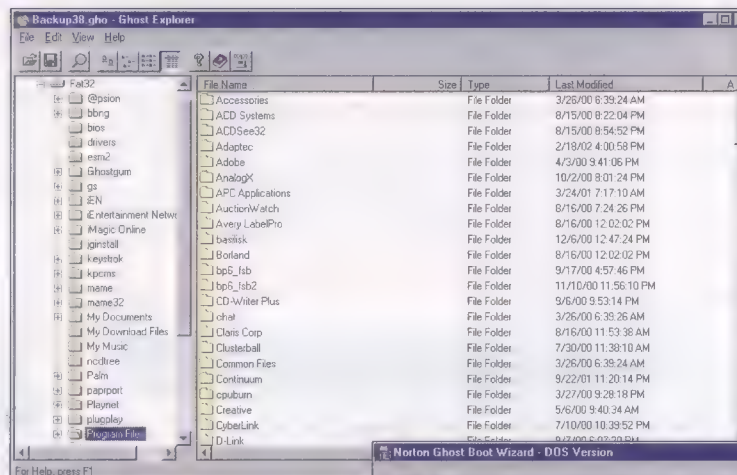 Backup38.gho - Ghost Explorer
File Edit View Help
Fat32
@psion
bbng
bios
drivers
esm2
Ghostgum
gs
iEN
iEntertainment Netwo
iMagic Online
jginstall
keystrok
kpcms
mame
mame32
My Documents
My Download Files
My Music
ncdtree
Palm
paprport
Playnet
plugplay
Program Files
File Name Size Type Last Modified A
Accessories File Folder 3/26/00 6:39:24 AM
ACD Systems File Folder 8/15/00 8:22:04 PM
ACDSee32 File Folder 8/15/00 8:54:52 PM
Adaptec File Folder 2/18/02 4:00:58 PM
Adobe File Folder 4/3/00 9:41:06 PM
AnalogX File Folder 10/2/00 8:01:24 PM
APC Applications File Folder 3/24/01 7:17:10 AM
AuctionWatch File Folder 8/16/00 7:24:26 PM
Avery LabelPro File Folder 8/16/00 12:02:02 PM
basilisk File Folder 12/6/00 12:47:24 PM
Borland File Folder 8/16/00 12:02:02 PM
bp6_fsb File Folder 9/17/00 4:57:46 PM
bp6_fsb2 File Folder 11/10/00 11:56:10 PM
CD-Writer Plus File Folder 9/6/00 9:53:14 PM
chat File Folder 3/26/00 6:39:26 AM
Claris Corp File Folder 8/16/00 11:53:38 AM
Clusterball File Folder 7/30/00 11:38:10 AM
Common Files File Folder 3/26/00 6:39:24 AM
Continuum File Folder 9/22/01 11:20:14 PM
cpuburn File Folder 3/27/00 9:28:18 PM
Creative File Folder 5/6/00 9:40:34 AM
CyberLink File Folder 7/10/00 10:39:52 PM
D-Link File Folder 9/7/00 6:07:30 PM
Norton Ghost Boot Wizard - DOS Version
For Help, press F1